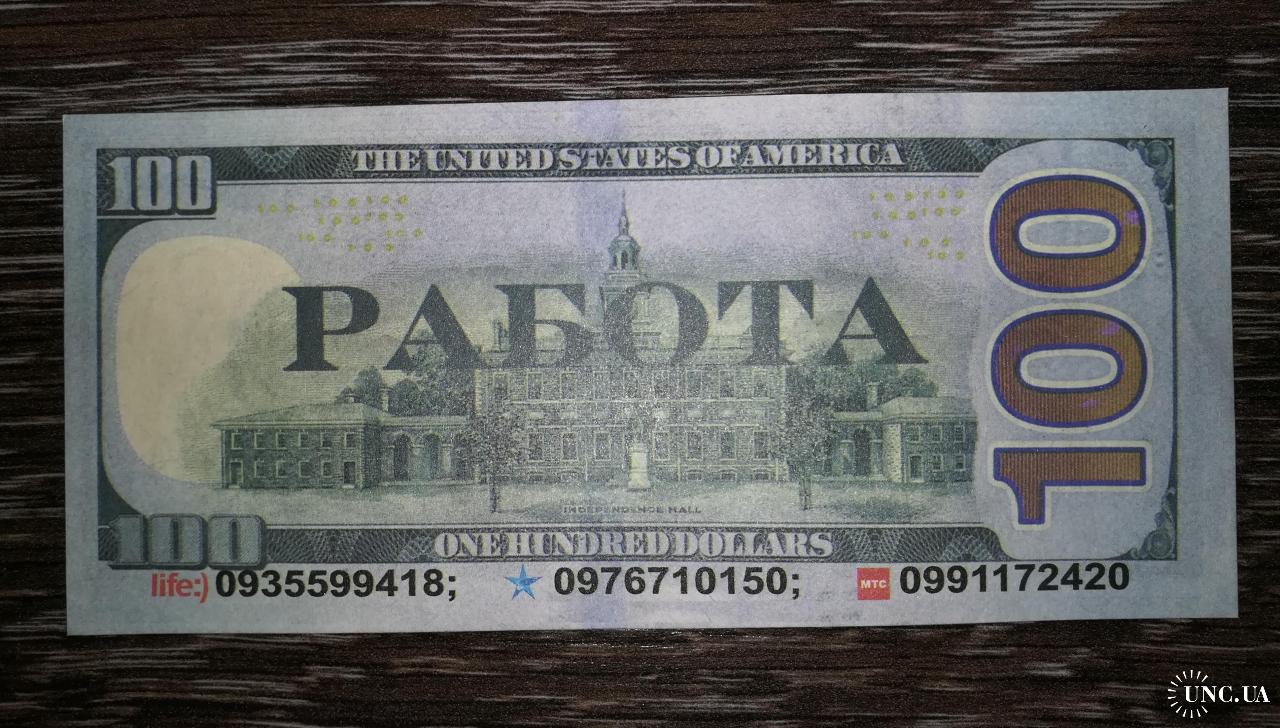 THE UNITED STATES OF AMERICA
100
100
РАБОТА
INDEPENDENCE HALL
100
ONE HUNDRED DOLLARS
life:) 0935599418; 0976710150; МТС 0991172420
UNC.UA